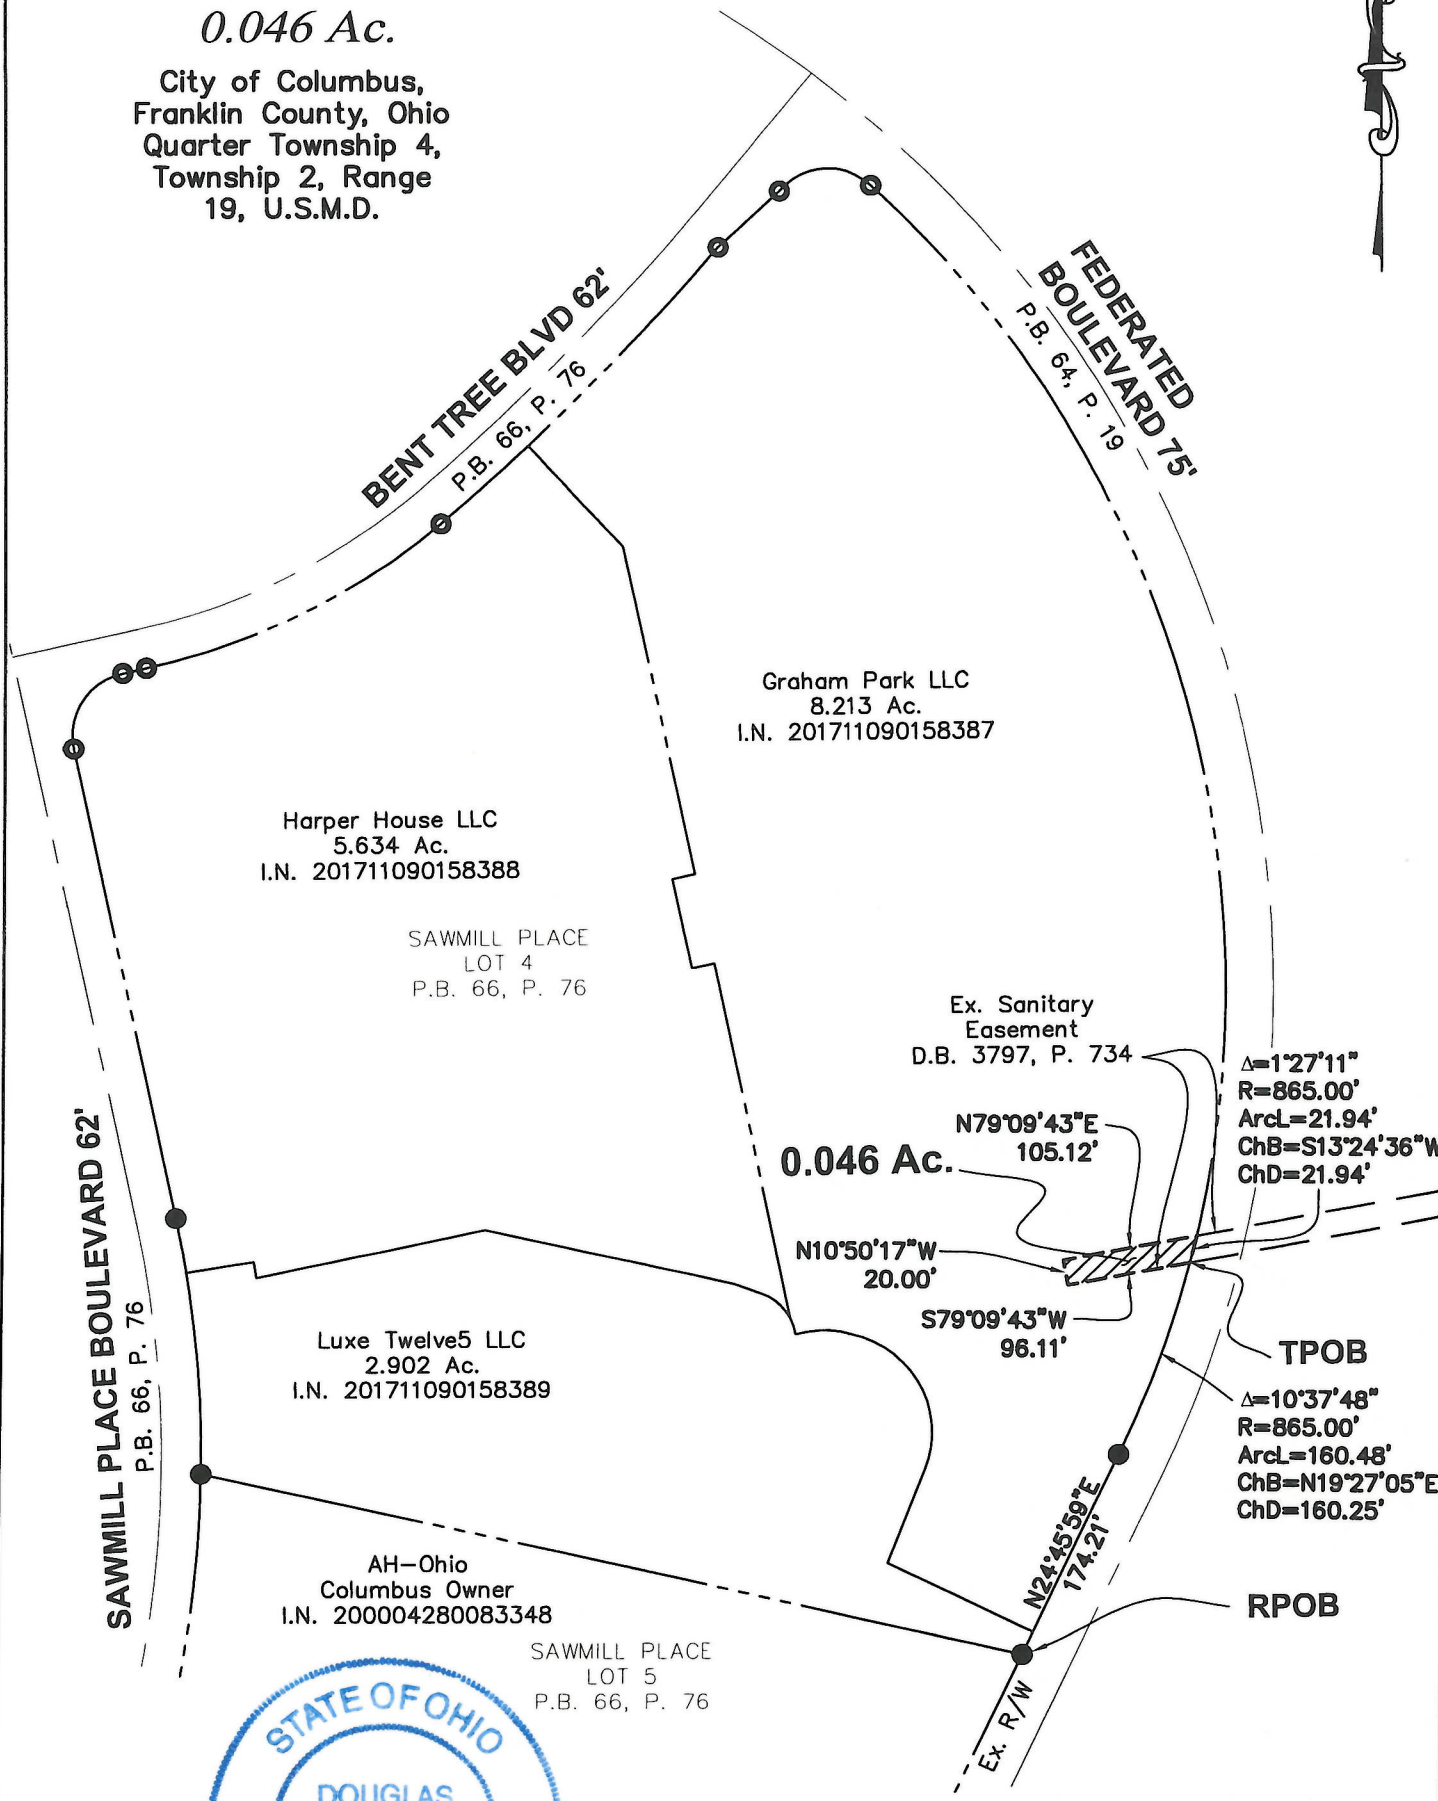 0.046 Ac.
City of Columbus,
Franklin County, Ohio
Quarter Township 4,
Township 2, Range
19, U.S.M.D.
BENT TREE BLVD 62'
P.B. 66, P. 76
FEDERATED
BOULEVARD 75'
P.B. 64, P. 19
Graham Park LLC
8.213 Ac.
I.N. 201711090158387
Harper House LLC
5.634 Ac.
I.N. 201711090158388
SAWMILL PLACE
LOT 4
P.B. 66, P. 76
Ex. Sanitary
Easement
D.B. 3797, P. 734
Δ=1°27'11"
R=865.00'
ArcL=21.94'
ChB=S13°24'36"W
ChD=21.94'
N79°09'43"E
105.12'
0.046 Ac.
N10°50'17"W
20.00'
S79°09'43"W
96.11'
TPOB
SAWMILL PLACE BOULEVARD 62'
P.B. 66, P. 76
Luxe Twelve5 LLC
2.902 Ac.
I.N. 201711090158389
Δ=10°37'48"
R=865.00'
ArcL=160.48'
ChB=N19°27'05"E
ChD=160.25'
N24°45'59"E
174.21'
RPOB
AH-Ohio
Columbus Owner
I.N. 200004280083348
SAWMILL PLACE
LOT 5
P.B. 66, P. 76
Ex. R/W
STATE OF OHIO
DOUGLAS